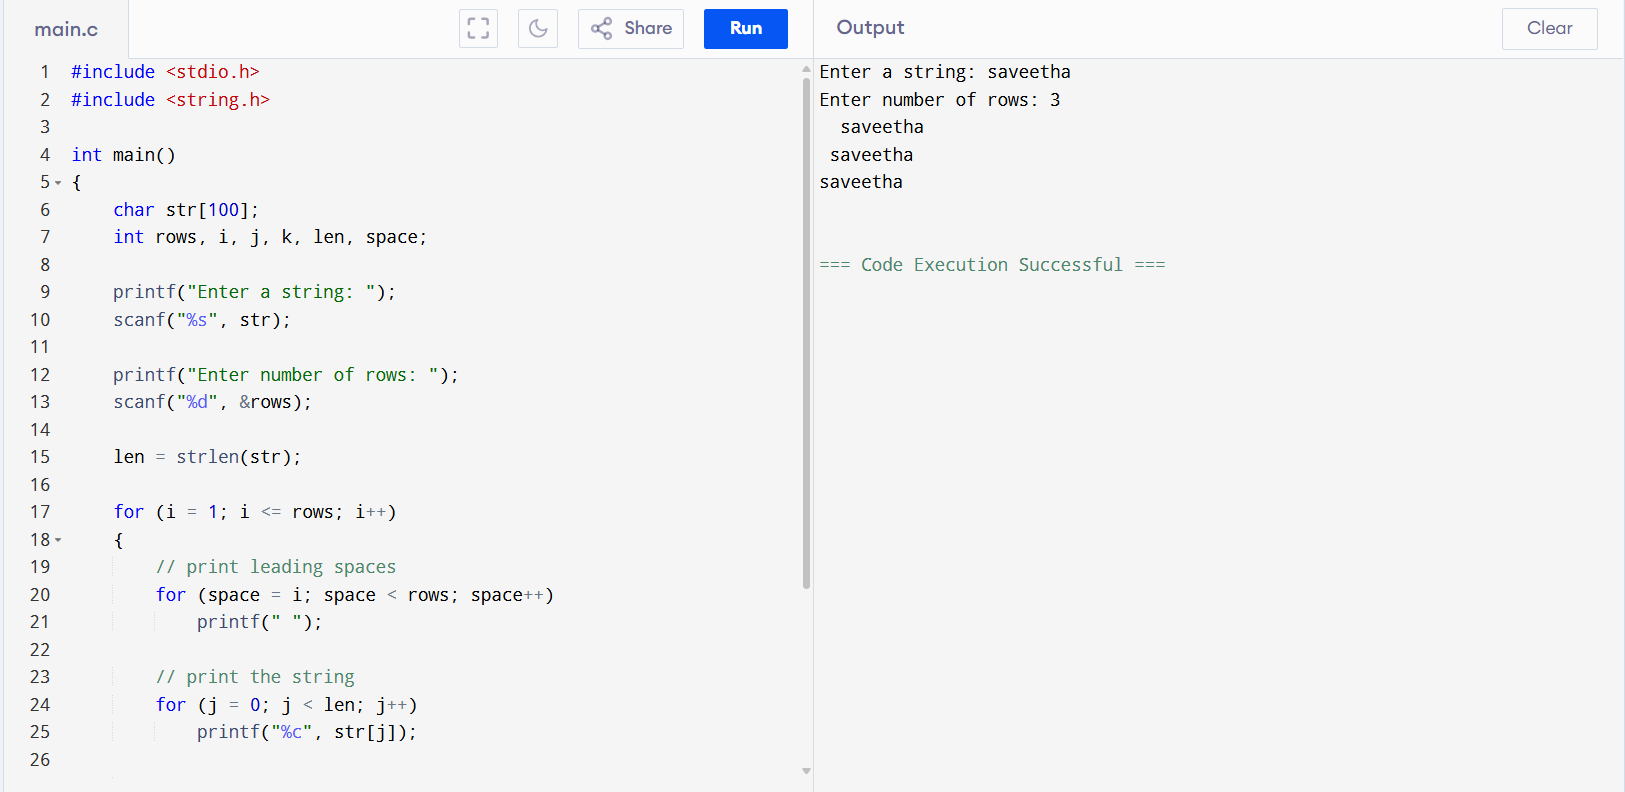 main.c
Share
Run
Output
Clear
1 #include <stdio.h>
2 #include <string.h>
3
4 int main()
5 {
6     char str[100];
7     int rows, i, j, k, len, space;
8
9     printf("Enter a string: ");
10     scanf("%s", str);
11
12     printf("Enter number of rows: ");
13     scanf("%d", &rows);
14
15     len = strlen(str);
16
17     for (i = 1; i <= rows; i++)
18     {
19         // print leading spaces
20         for (space = i; space < rows; space++)
21             printf(" ");
22
23         // print the string
24         for (j = 0; j < len; j++)
25             printf("%c", str[j]);
26
Enter a string: saveetha
Enter number of rows: 3
  saveetha
 saveetha
saveetha
=== Code Execution Successful ===